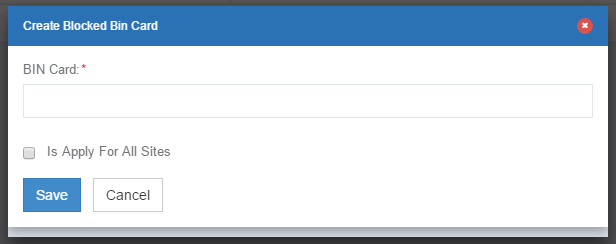 Create Blocked Bin Card
BIN Card:*
Is Apply For All Sites
Save Cancel